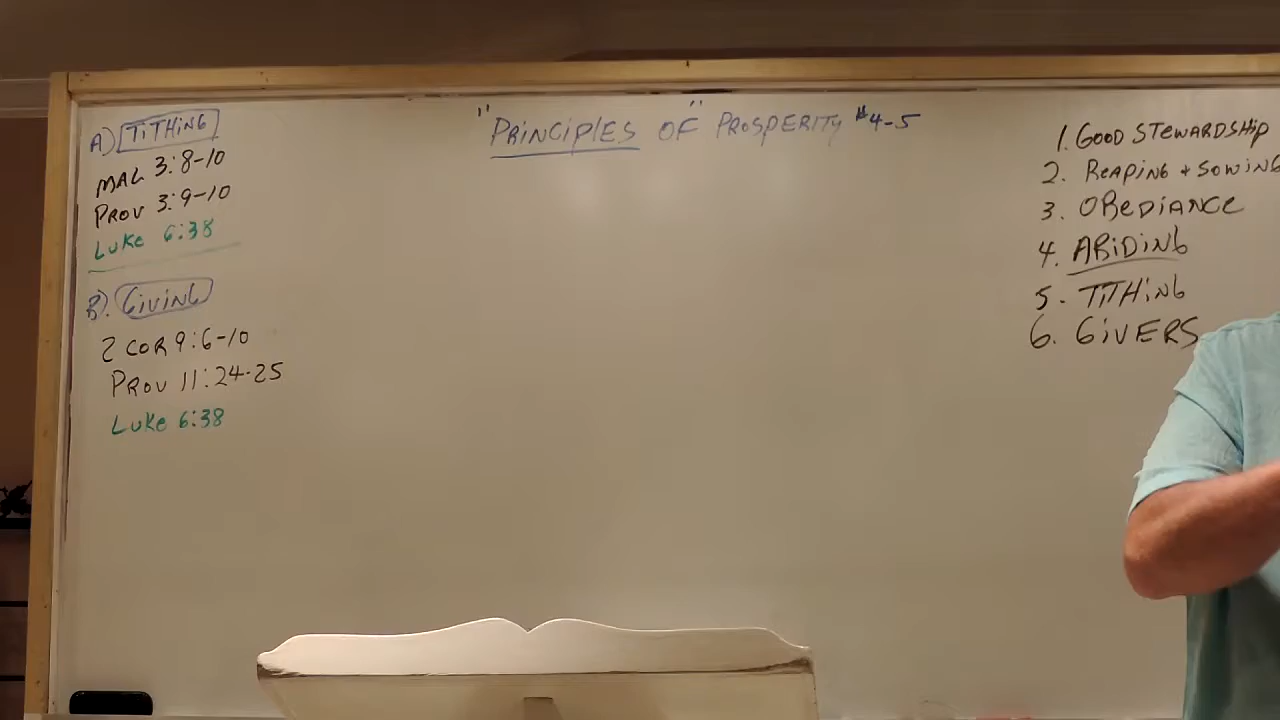 "PRINCIPLES OF" PROSPERITY #4-5
A) TITHING
MAL 3:8-10
PROV 3:9-10
LUKE 6:38
B). GIVING
2 COR 9:6-10
PROV 11:24-25
LUKE 6:38
1. GOOD STEWARDSHIP
2. REAPING + SOWING
3. OBEDIANCE
4. ABIDING
5. TITHING
6. GIVERS